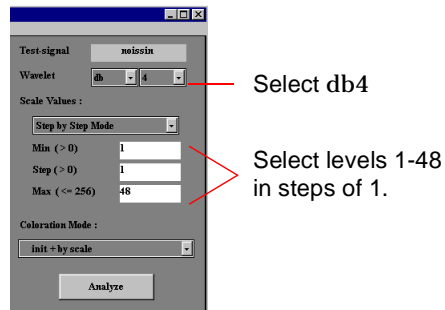 Test-signal noissin
Wavelet db 4
Select db4
Scale Values :
Step by Step Mode
Min ( > 0) 1
Step ( > 0) 1
Max ( <= 256) 48
Select levels 1-48
in steps of 1.
Coloration Mode :
init + by scale
Analyze